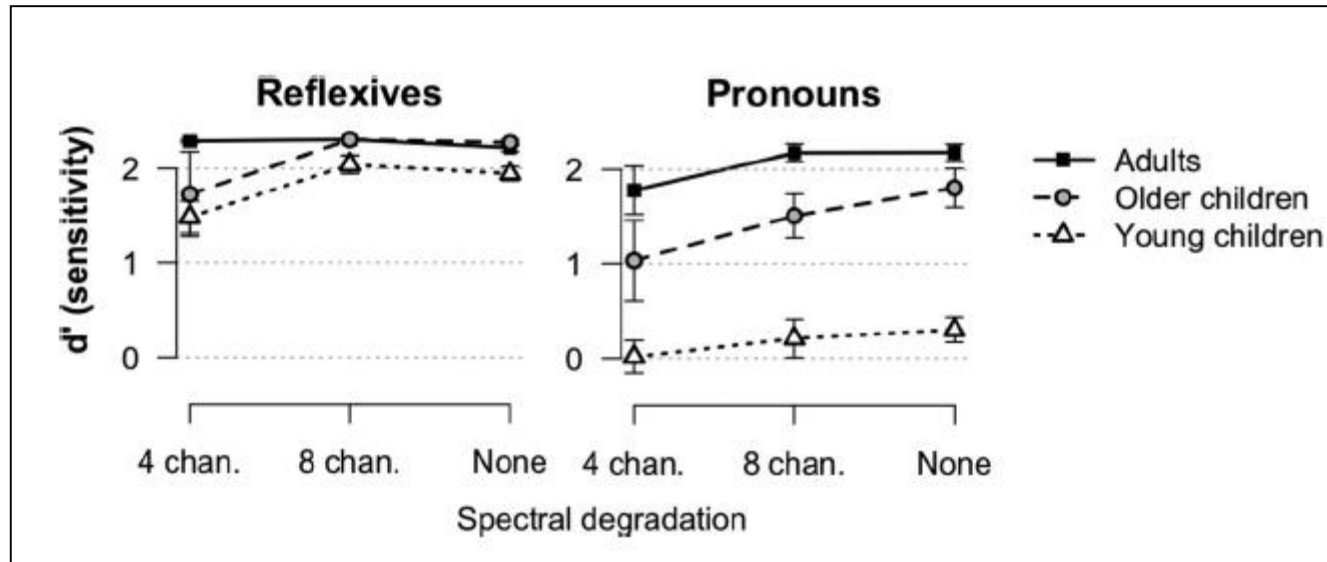 Reflexives
Pronouns
d' (sensitivity)
2
1
0
2
1
0
Adults
Older children
Young children
4 chan. 8 chan. None
4 chan. 8 chan. None
Spectral degradation